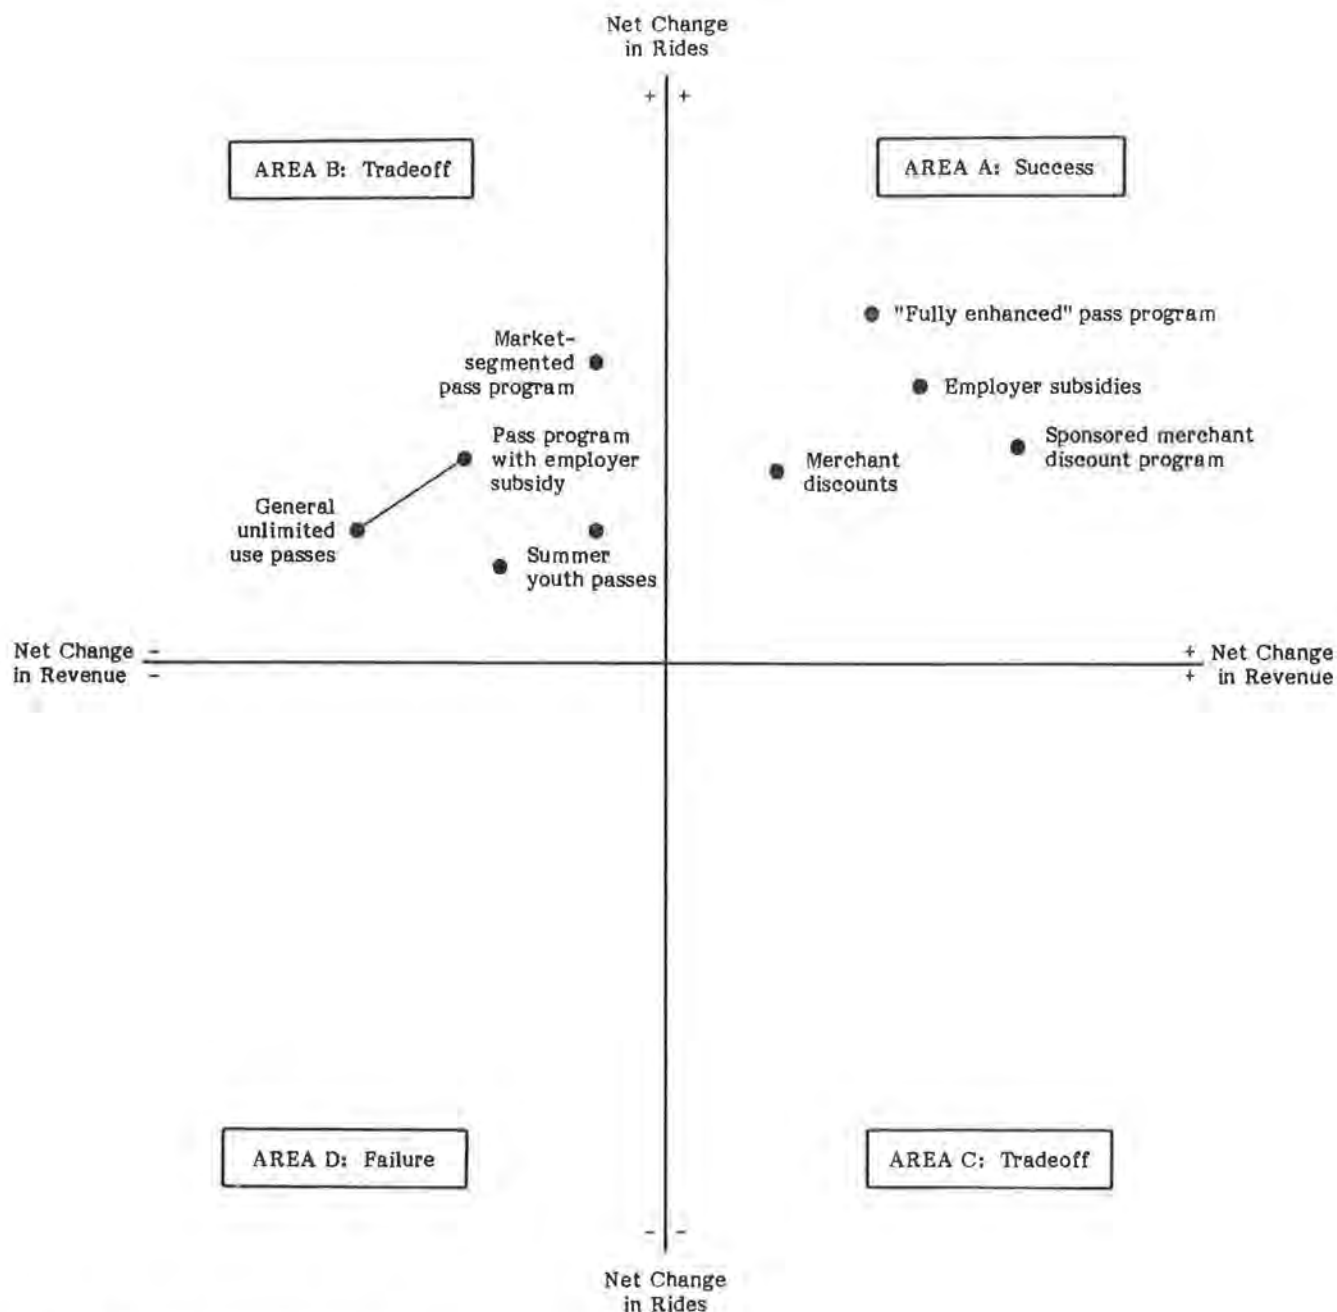 Net Change
in Rides
+ +
AREA B: Tradeoff
AREA A: Success
"Fully enhanced" pass program
Market-
segmented
pass program
Employer subsidies
Sponsored merchant
discount program
Pass program
with employer
subsidy
Merchant
discounts
General
unlimited
use passes
Summer
youth passes
Net Change -
in Revenue -
+ Net Change
+ in Revenue
AREA D: Failure
AREA C: Tradeoff
- -
Net Change
in Rides